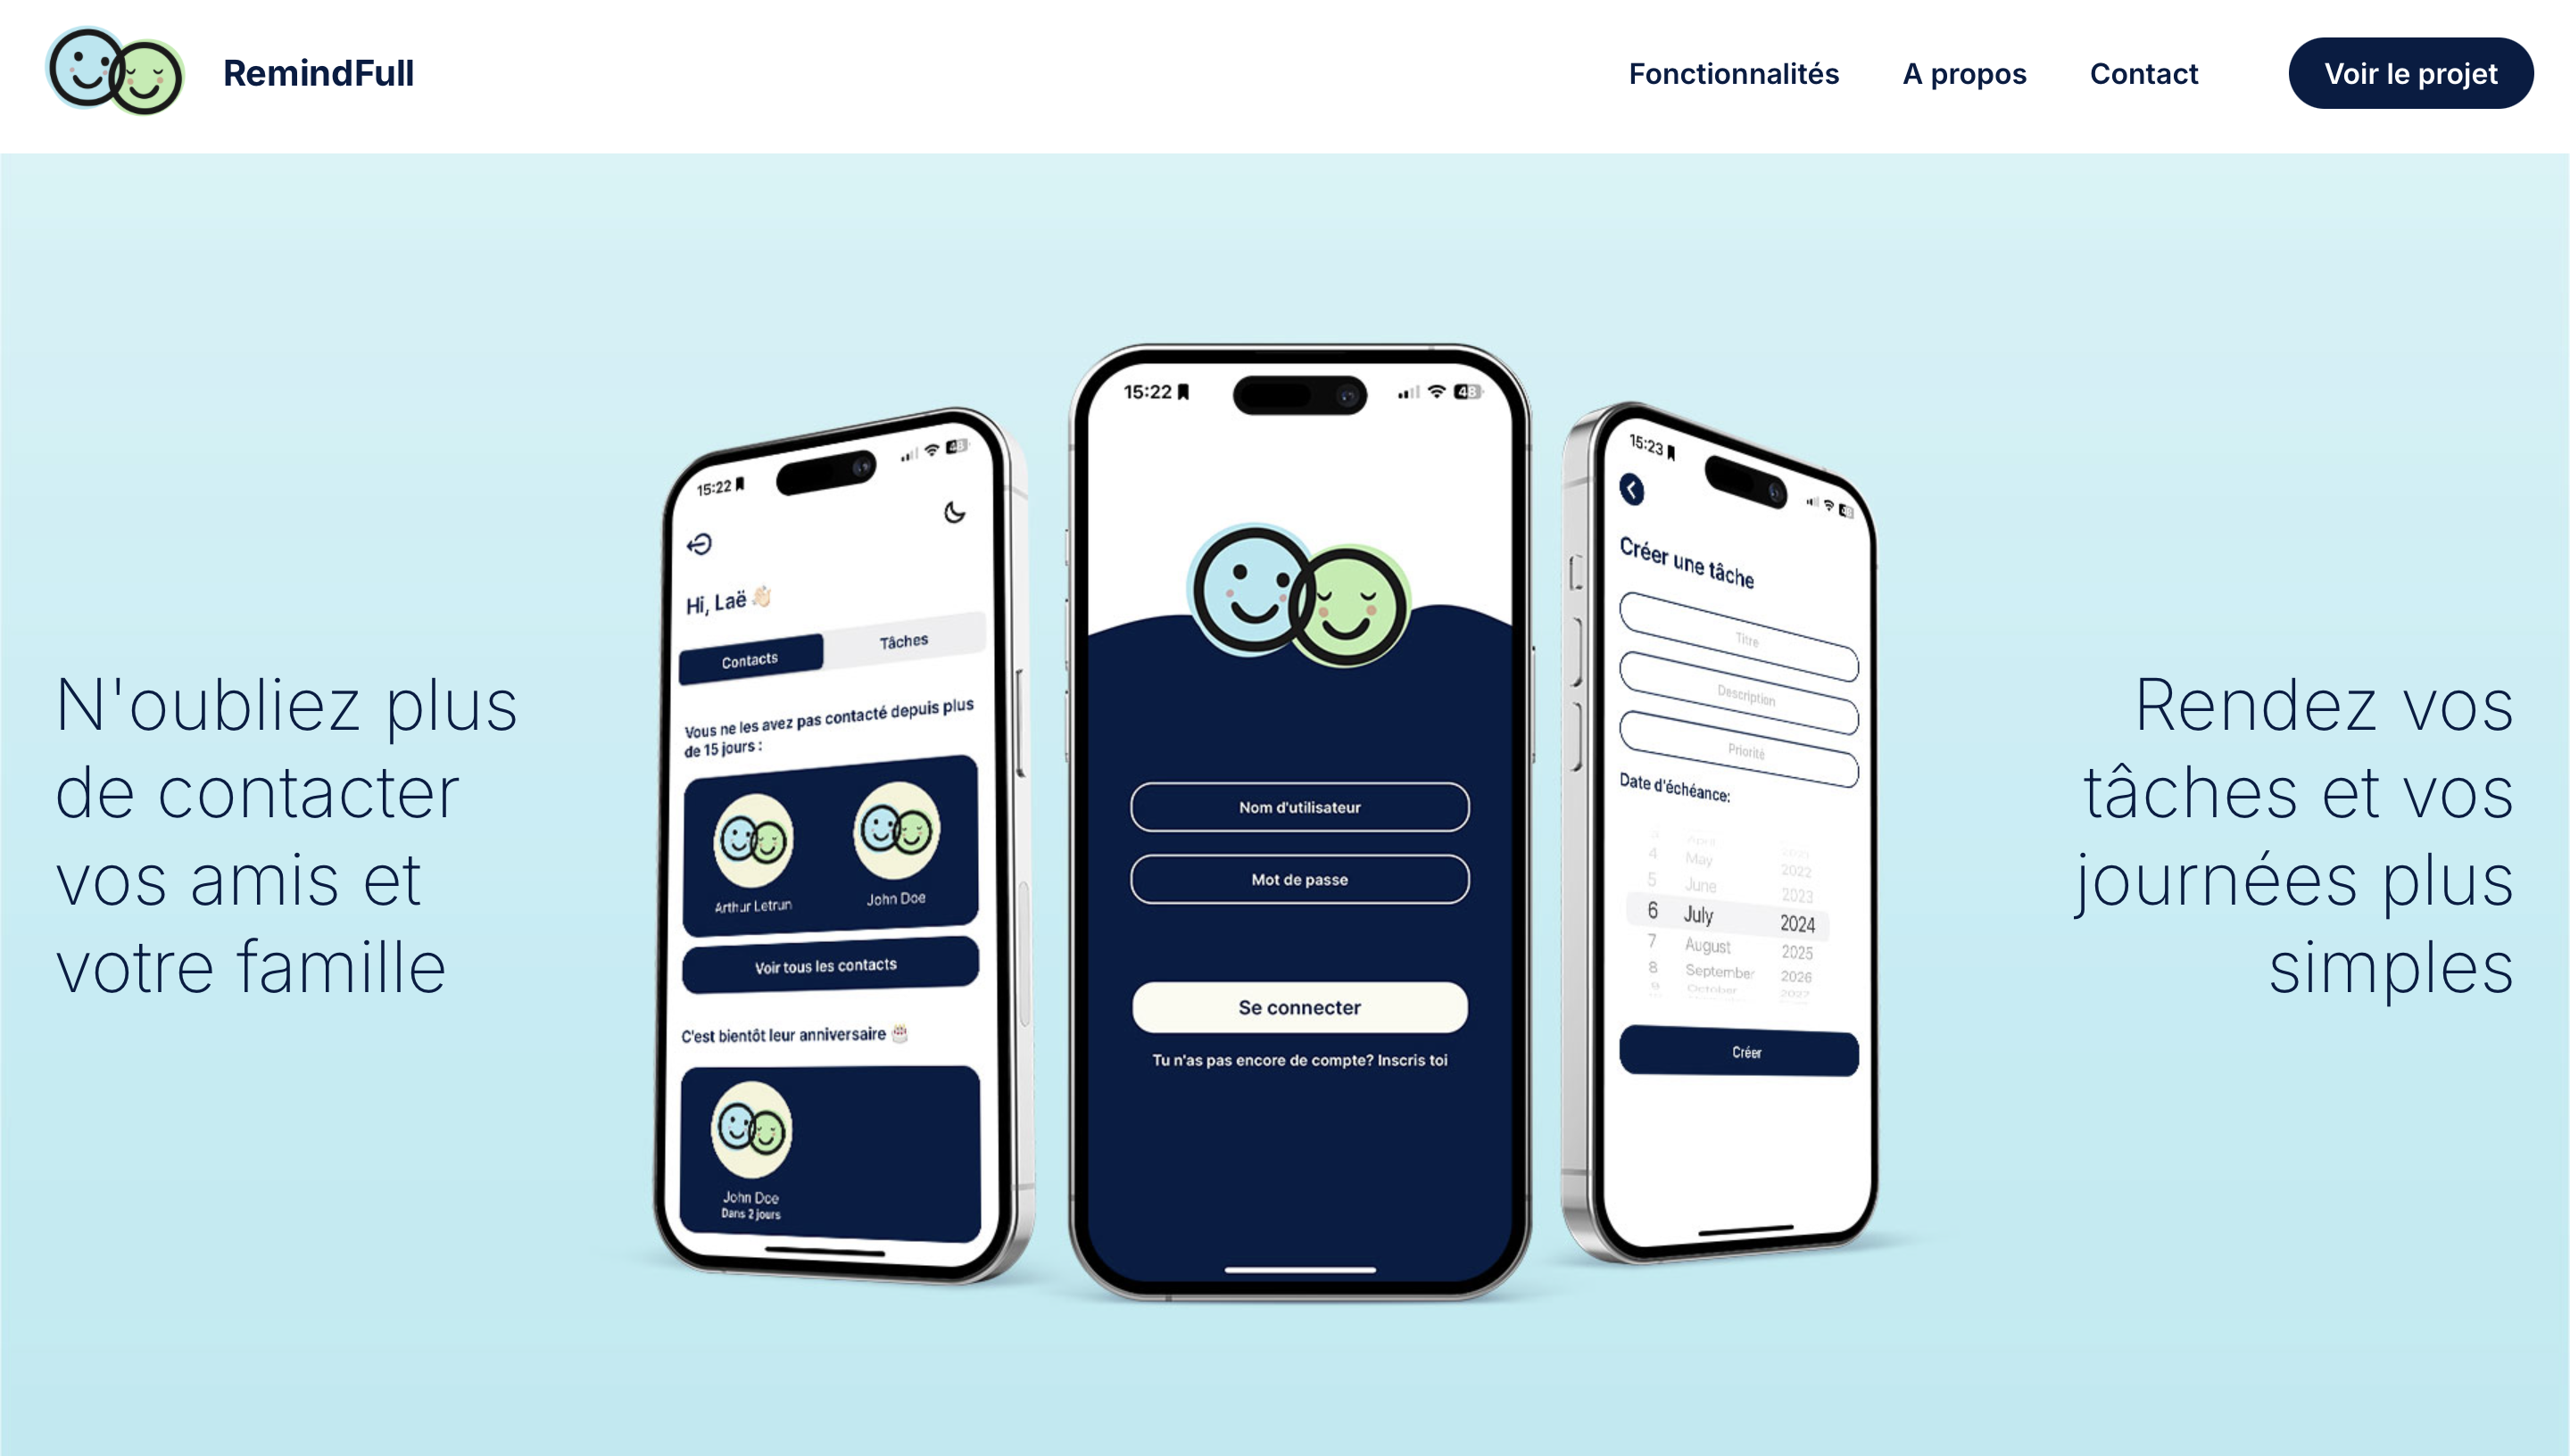 RemindFull
Fonctionnalités
A propos
Contact
Voir le projet
N'oubliez plus
de contacter
vos amis et
votre famille
15:22
48
Hi, Laë 👋🏻
Contacts
Tâches
Vous ne les avez pas contacté depuis plus
de 15 jours :
Arthur Letrun
John Doe
Voir tous les contacts
C'est bientôt leur anniversaire 🎂
John Doe
Dans 2 jours
15:22
48
Nom d'utilisateur
Mot de passe
Se connecter
Tu n'as pas encore de compte? Inscris toi
15:23
Créer une tâche
Titre
Description
Priorité
Date d'échéance:
4 May 2022
5 June 2023
6 July 2024
7 August 2025
8 September 2026
9 October 2027
Créer
Rendez vos
tâches et vos
journées plus
simples